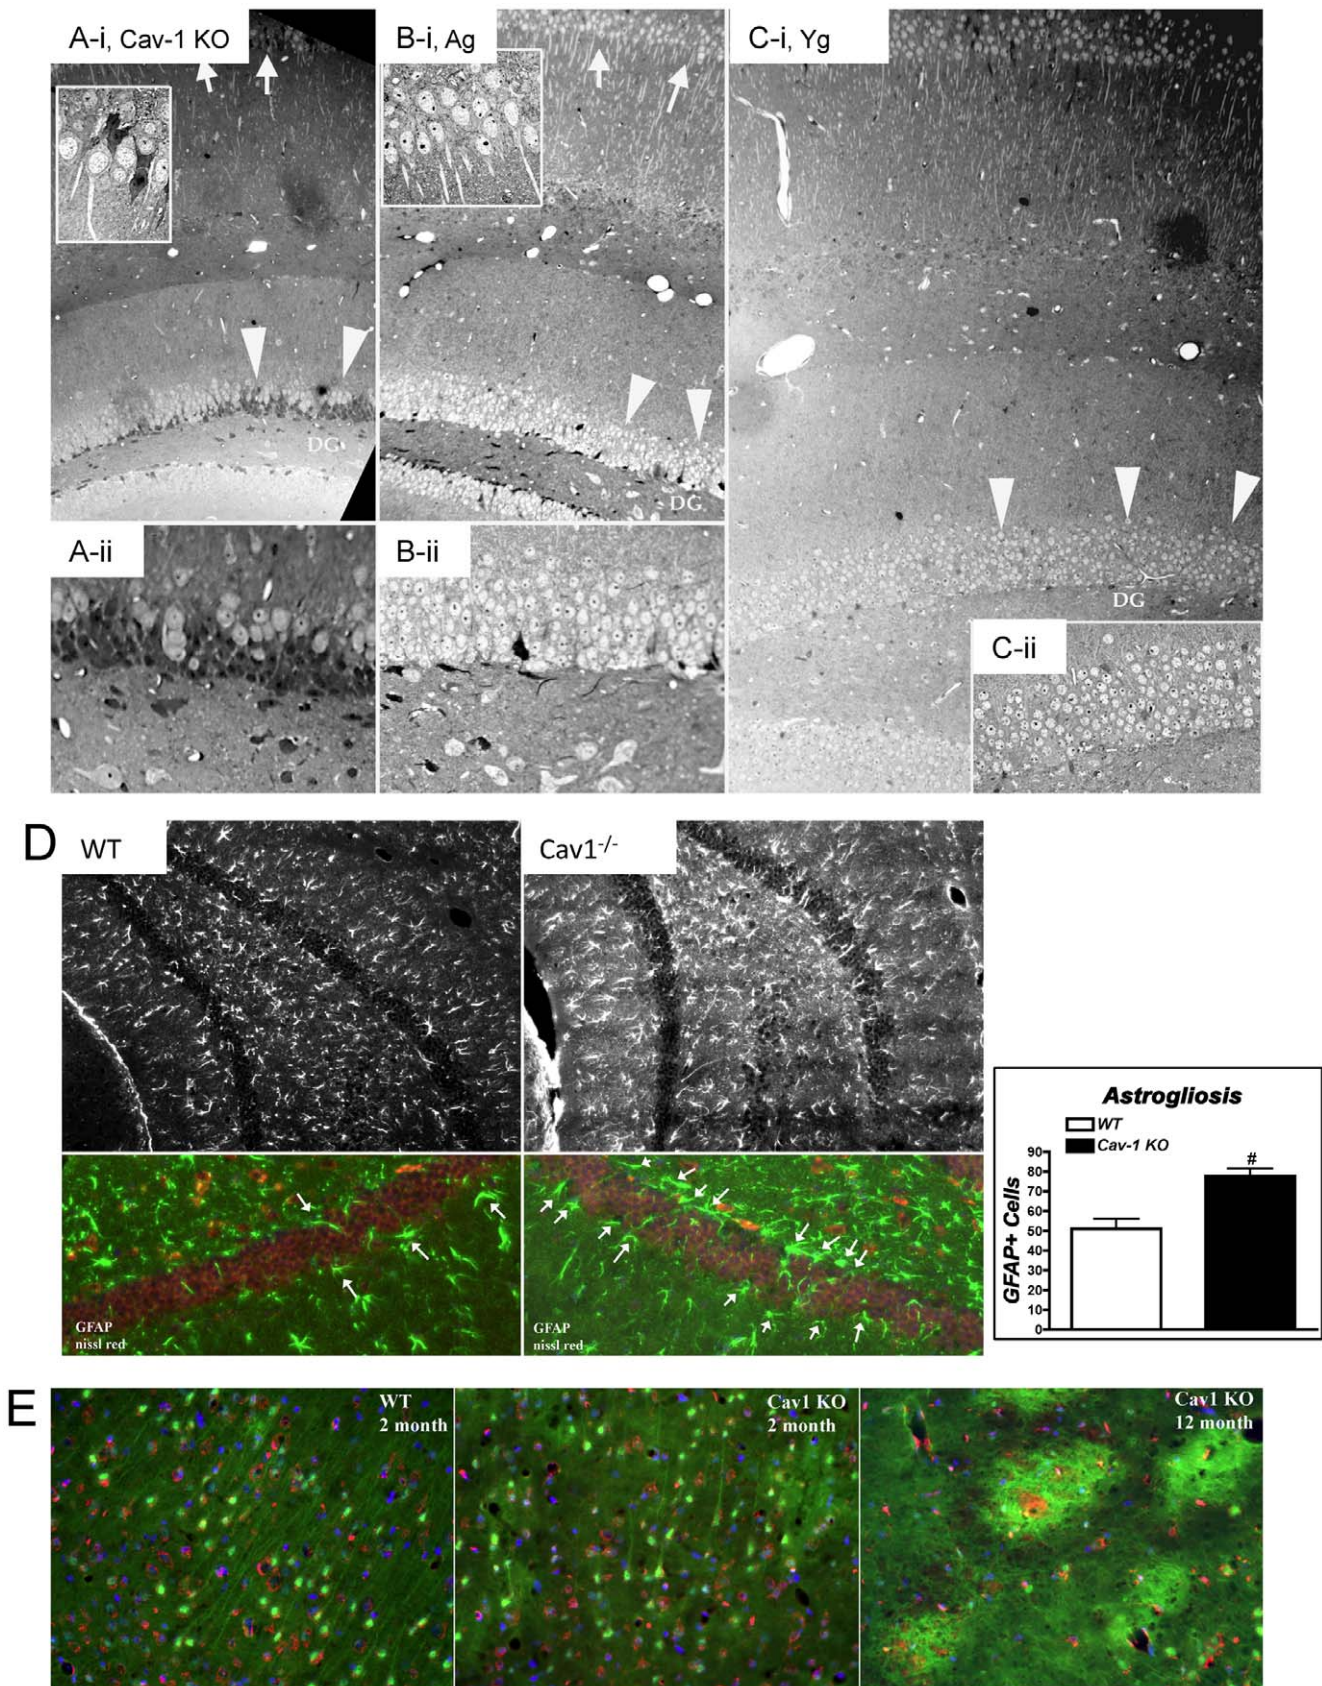 A-i, Cav-1 KO
B-i, Ag
C-i, Yg
DG
DG
DG
A-ii
B-ii
C-ii
D
WT
Cav1-/-
GFAP
nissl red
GFAP
nissl red
Astrogliosis
WT
Cav-1 KO
GFAP+ Cells
90
80
70
60
50
40
30
20
10
0
#
E
WT
2 month
Cav1 KO
2 month
Cav1 KO
12 month